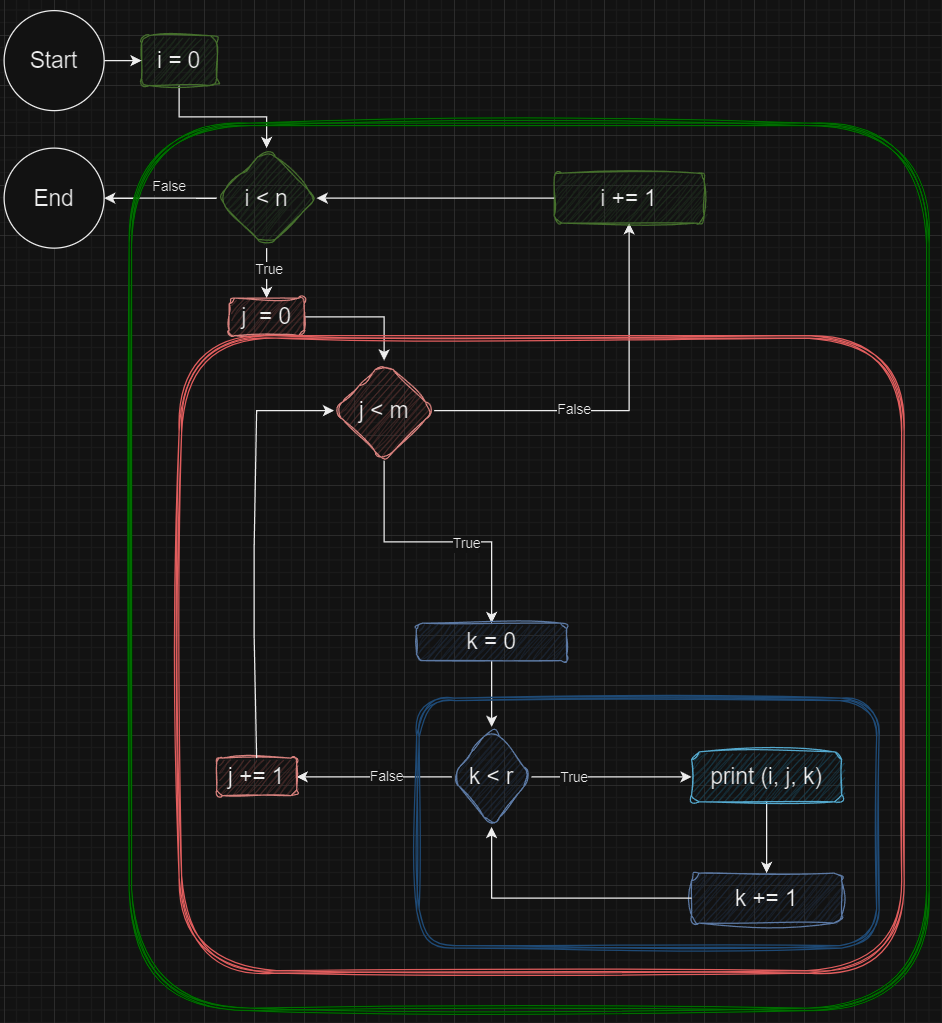 Start
i = 0
End
False
i < n
i += 1
True
j  = 0
j < m
False
True
k = 0
j += 1
False
k < r
True
print (i, j, k)
k += 1